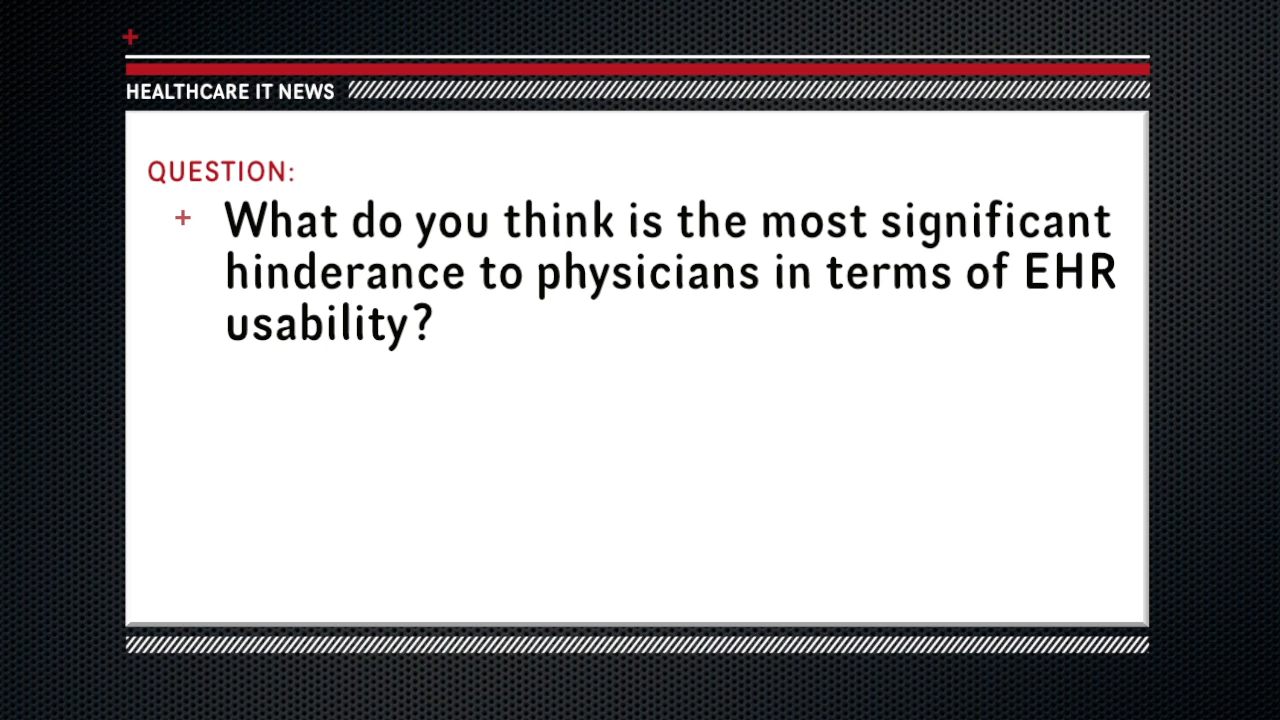 +
HEALTHCARE IT NEWS
QUESTION:
+ What do you think is the most significant
hinderance to physicians in terms of EHR
usability?